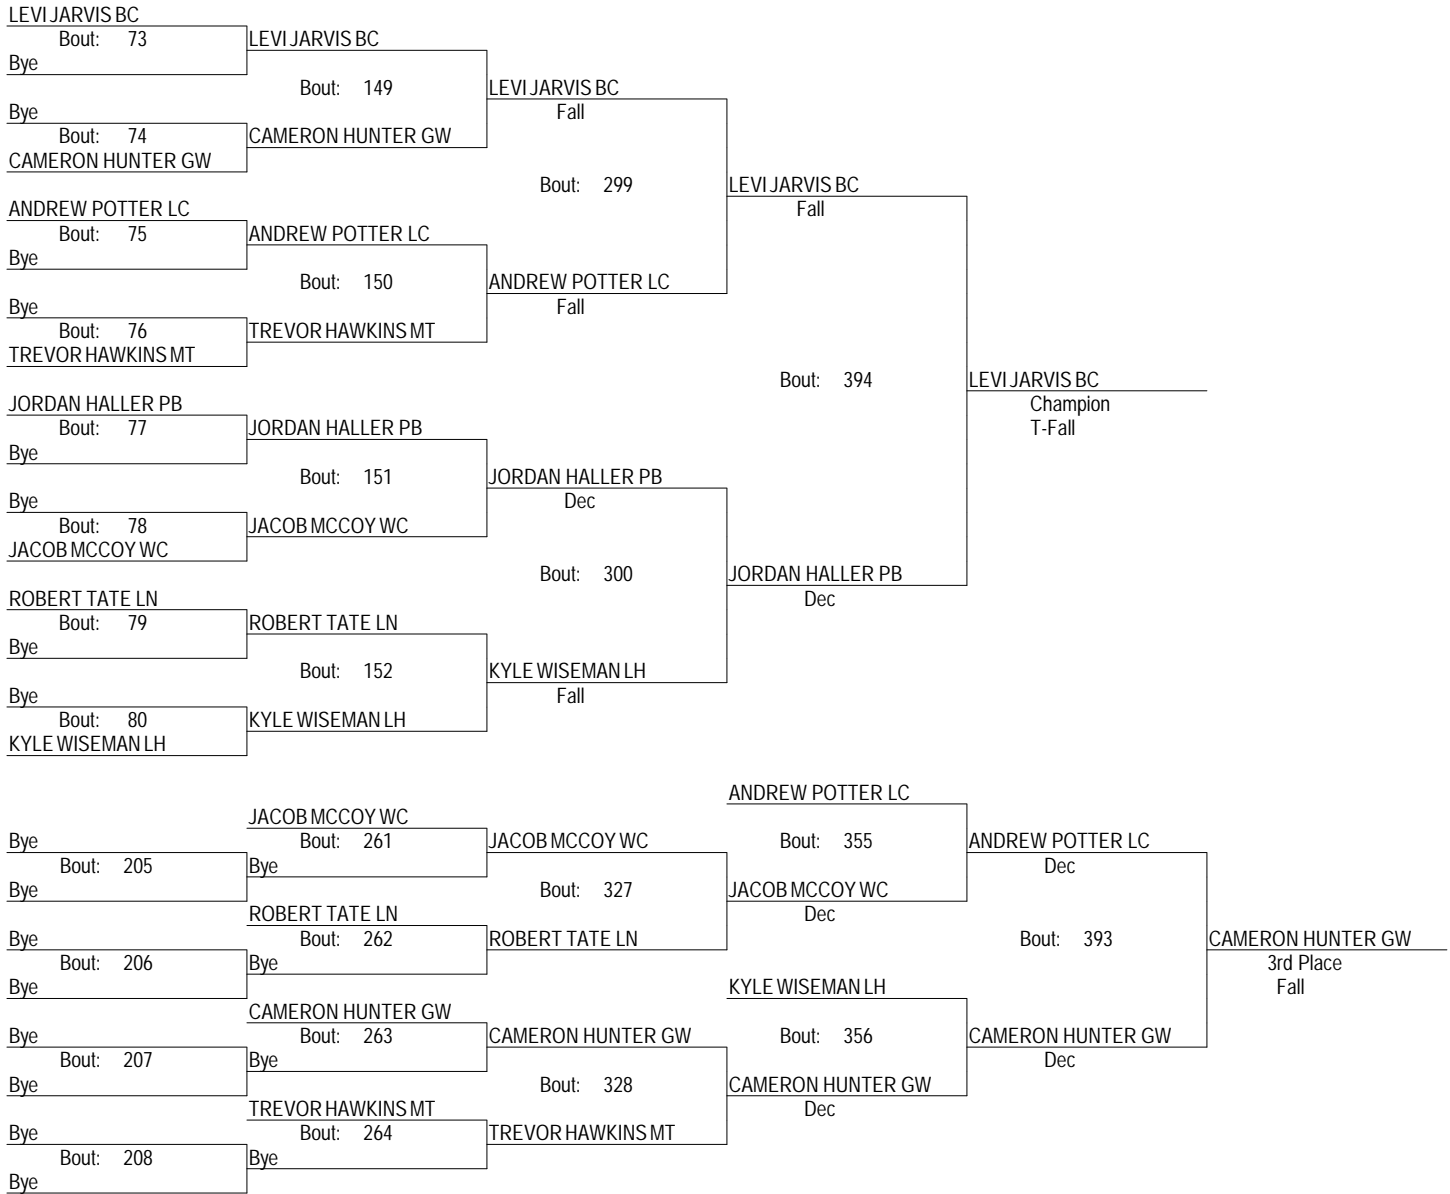 LEVI JARVIS BC
Bout: 73
Bye
LEVI JARVIS BC
Bout: 149
Bye
Bout: 74
CAMERON HUNTER GW
CAMERON HUNTER GW
LEVI JARVIS BC
Fall
Bout: 299
ANDREW POTTER LC
Bout: 75
Bye
ANDREW POTTER LC
Bout: 150
Bye
Bout: 76
TREVOR HAWKINS MT
TREVOR HAWKINS MT
ANDREW POTTER LC
Fall
LEVI JARVIS BC
Fall
Bout: 394
JORDAN HALLER PB
Bout: 77
Bye
JORDAN HALLER PB
Bout: 151
Bye
Bout: 78
JACOB MCCOY WC
JACOB MCCOY WC
JORDAN HALLER PB
Dec
Bout: 300
ROBERT TATE LN
Bout: 79
Bye
ROBERT TATE LN
Bout: 152
Bye
Bout: 80
KYLE WISEMAN LH
KYLE WISEMAN LH
KYLE WISEMAN LH
Fall
JORDAN HALLER PB
Dec
LEVI JARVIS BC
Champion
T-Fall
Bye
Bout: 205
Bye
JACOB MCCOY WC
Bout: 261
Bye
JACOB MCCOY WC
Bout: 327
Bye
Bout: 206
Bye
ROBERT TATE LN
Bout: 262
Bye
ROBERT TATE LN
ANDREW POTTER LC
Bout: 355
JACOB MCCOY WC
Dec
ANDREW POTTER LC
Dec
Bout: 393
Bye
Bout: 207
Bye
CAMERON HUNTER GW
Bout: 263
Bye
CAMERON HUNTER GW
Bout: 328
Bye
Bout: 208
Bye
TREVOR HAWKINS MT
Bout: 264
Bye
TREVOR HAWKINS MT
KYLE WISEMAN LH
Bout: 356
CAMERON HUNTER GW
Dec
CAMERON HUNTER GW
Dec
CAMERON HUNTER GW
3rd Place
Fall